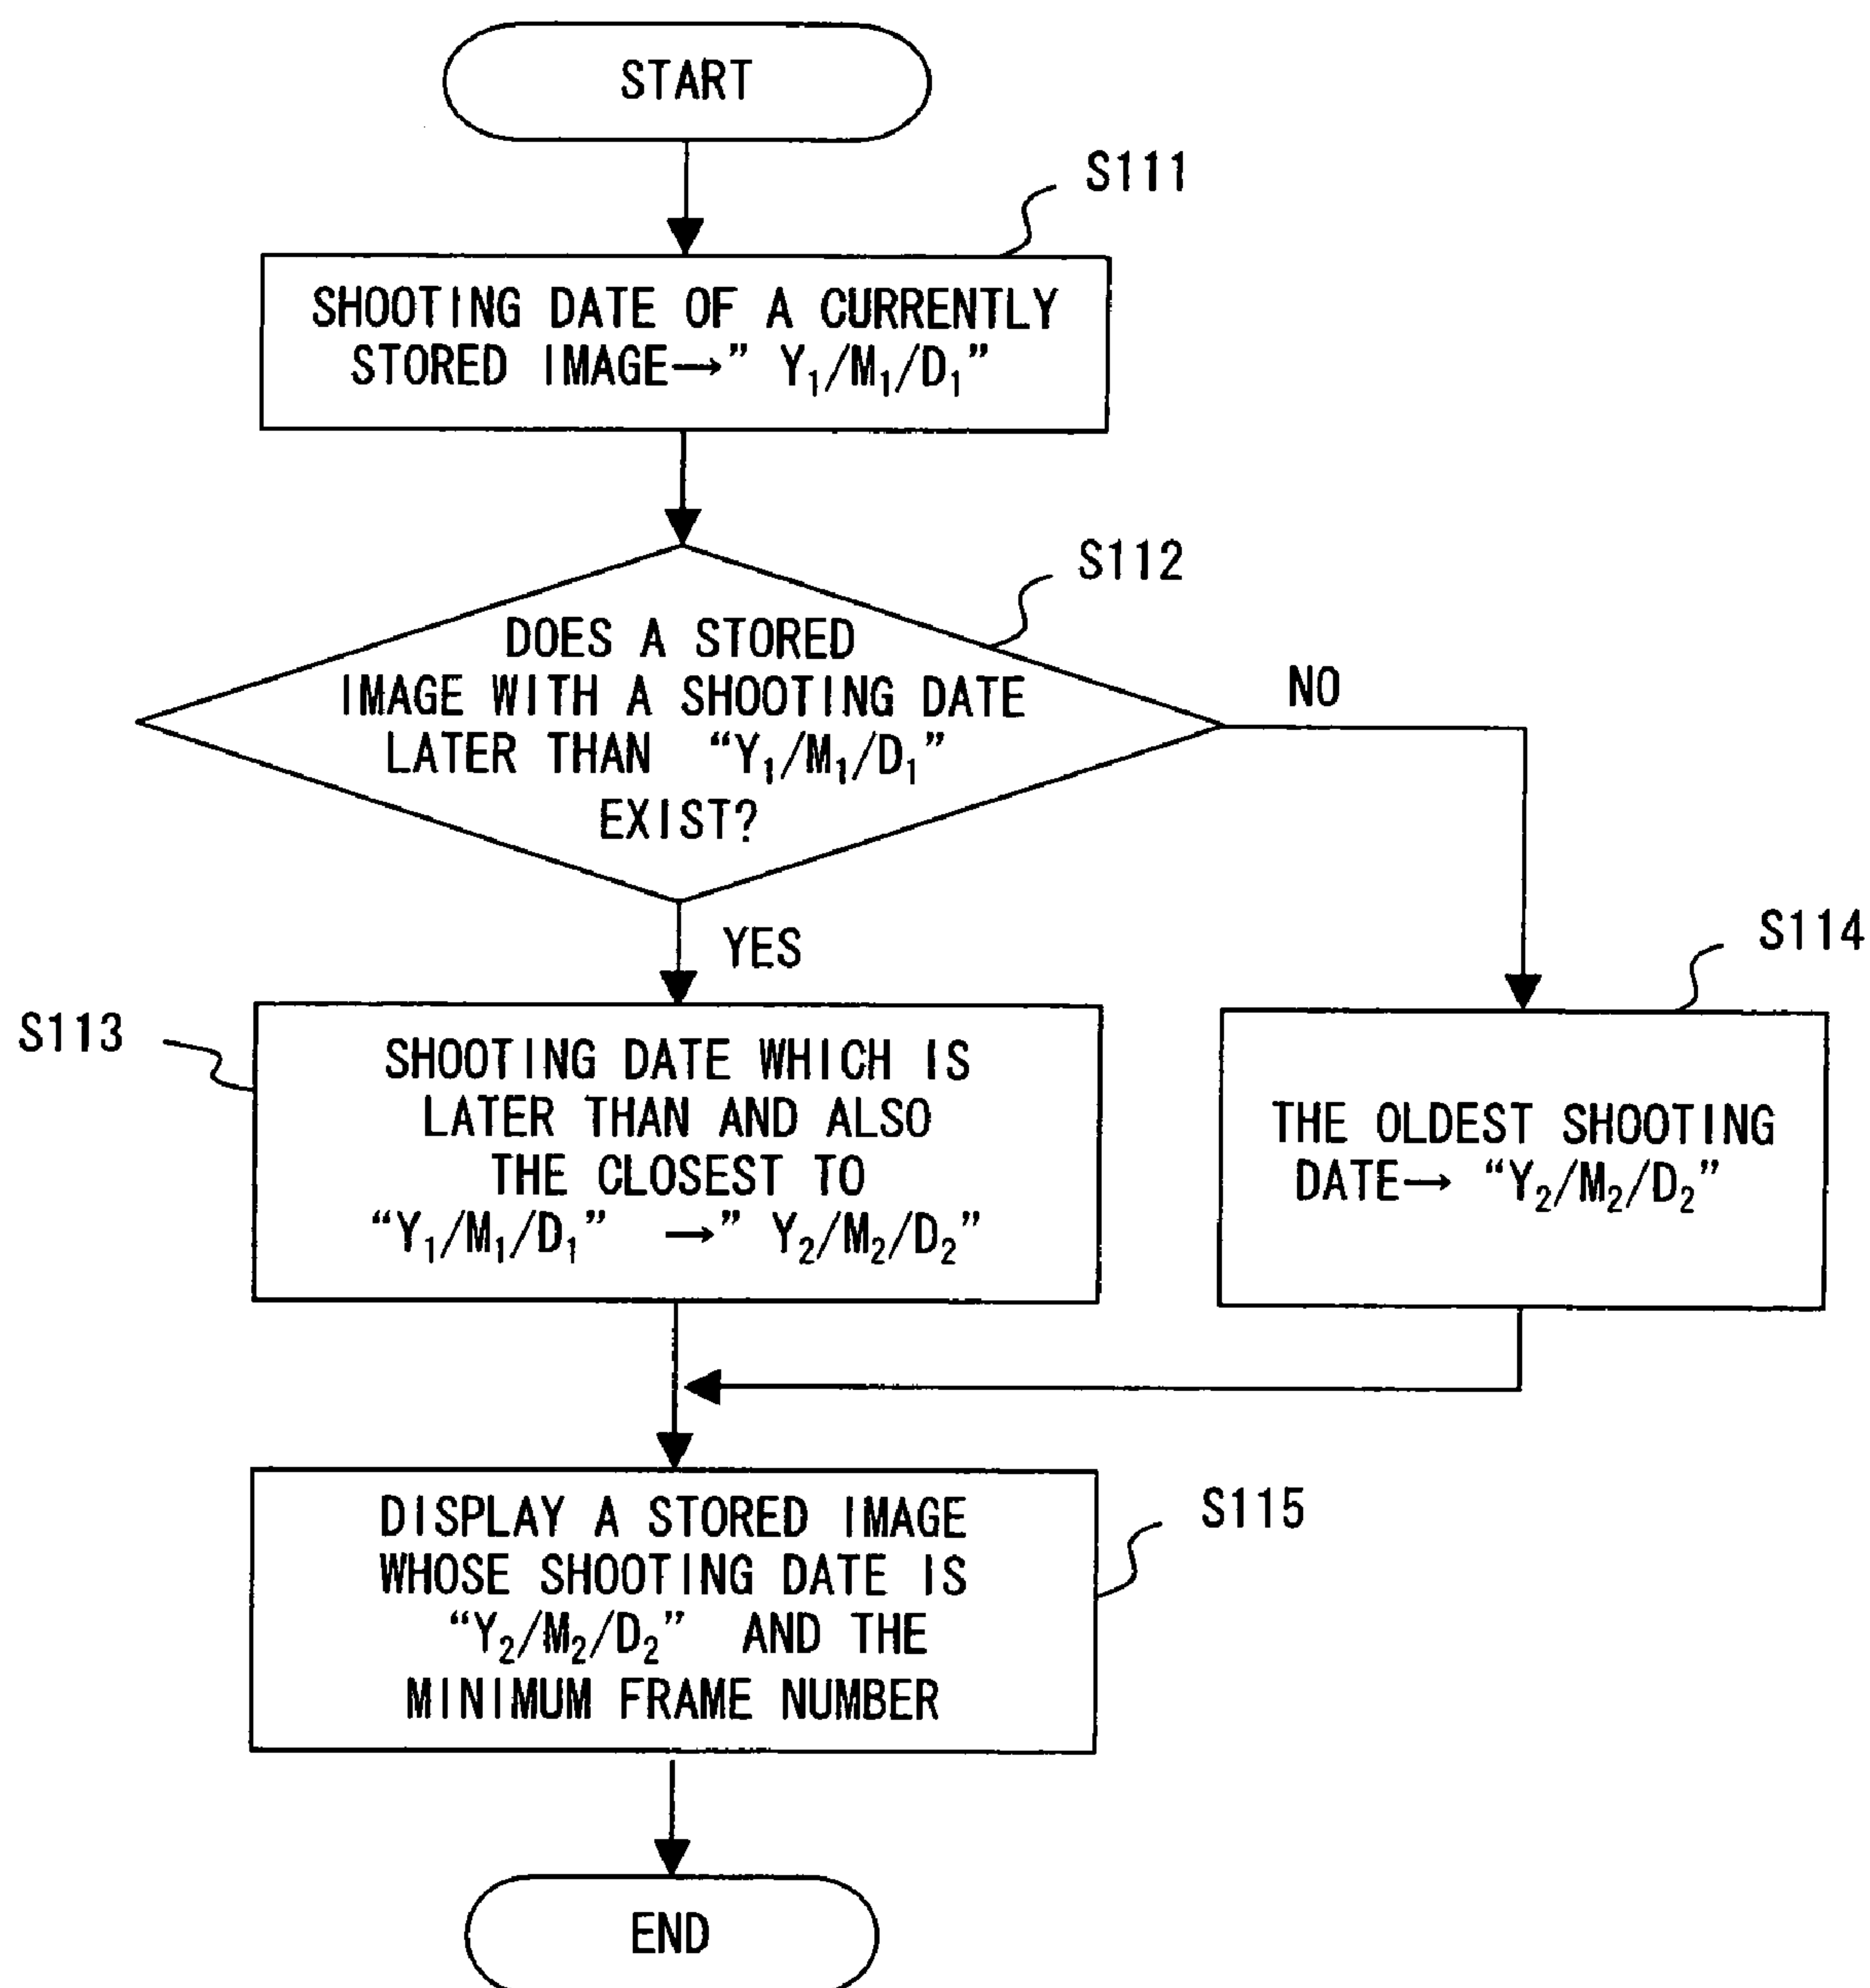 START
S111
SHOOTING DATE OF A CURRENTLY
STORED IMAGE→” Y₁/M₁/D₁”
S112
DOES A STORED
IMAGE WITH A SHOOTING DATE
LATER THAN “Y₁/M₁/D₁”
EXIST?
NO
YES
S113
SHOOTING DATE WHICH IS
LATER THAN AND ALSO
THE CLOSEST TO
“Y₁/M₁/D₁” →” Y₂/M₂/D₂”
S114
THE OLDEST SHOOTING
DATE→ “Y₂/M₂/D₂”
S115
DISPLAY A STORED IMAGE
WHOSE SHOOTING DATE IS
“Y₂/M₂/D₂” AND THE
MINIMUM FRAME NUMBER
END